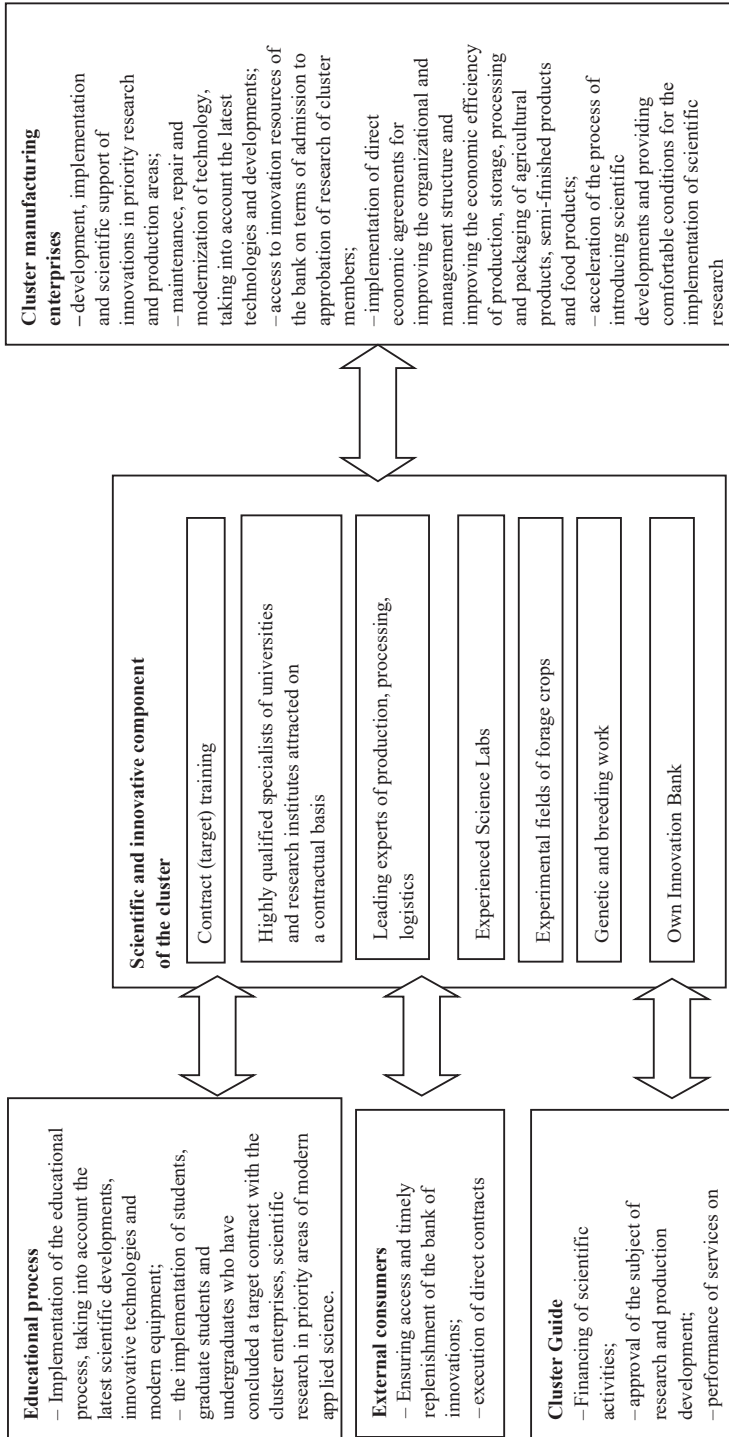 Educational process
– Implementation of the educational
process, taking into account the
latest scientific developments,
innovative technologies and
modern equipment;
– the implementation of students,
graduate students and
undergraduates who have
concluded a target contract with the
cluster enterprises, scientific
research in priority areas of modern
applied science.
External consumers
– Ensuring access and timely
replenishment of the bank of
innovations;
– execution of direct contracts
Cluster Guide
– Financing of scientific
activities;
– approval of the subject of
research and production
development;
– performance of services on
Scientific and innovative component
of the cluster
Contract (target) training
Highly qualified specialists of universities
and research institutes attracted on
a contractual basis
Leading experts of production, processing,
logistics
Experienced Science Labs
Experimental fields of forage crops
Genetic and breeding work
Own Innovation Bank
Cluster manufacturing
enterprises
– development, implementation
and scientific support of
innovations in priority research
and production areas;
– maintenance, repair and
modernization of technology,
taking into account the latest
technologies and developments;
– access to innovation resources of
the bank on terms of admission to
approbation of research of cluster
members;
– implementation of direct
economic agreements for
improving the organizational and
management structure and
improving the economic efficiency
of production, storage, processing
and packaging of agricultural
products, semi-finished products
and food products;
– acceleration of the process of
introducing scientific
developments and providing
comfortable conditions for the
implementation of scientific
research